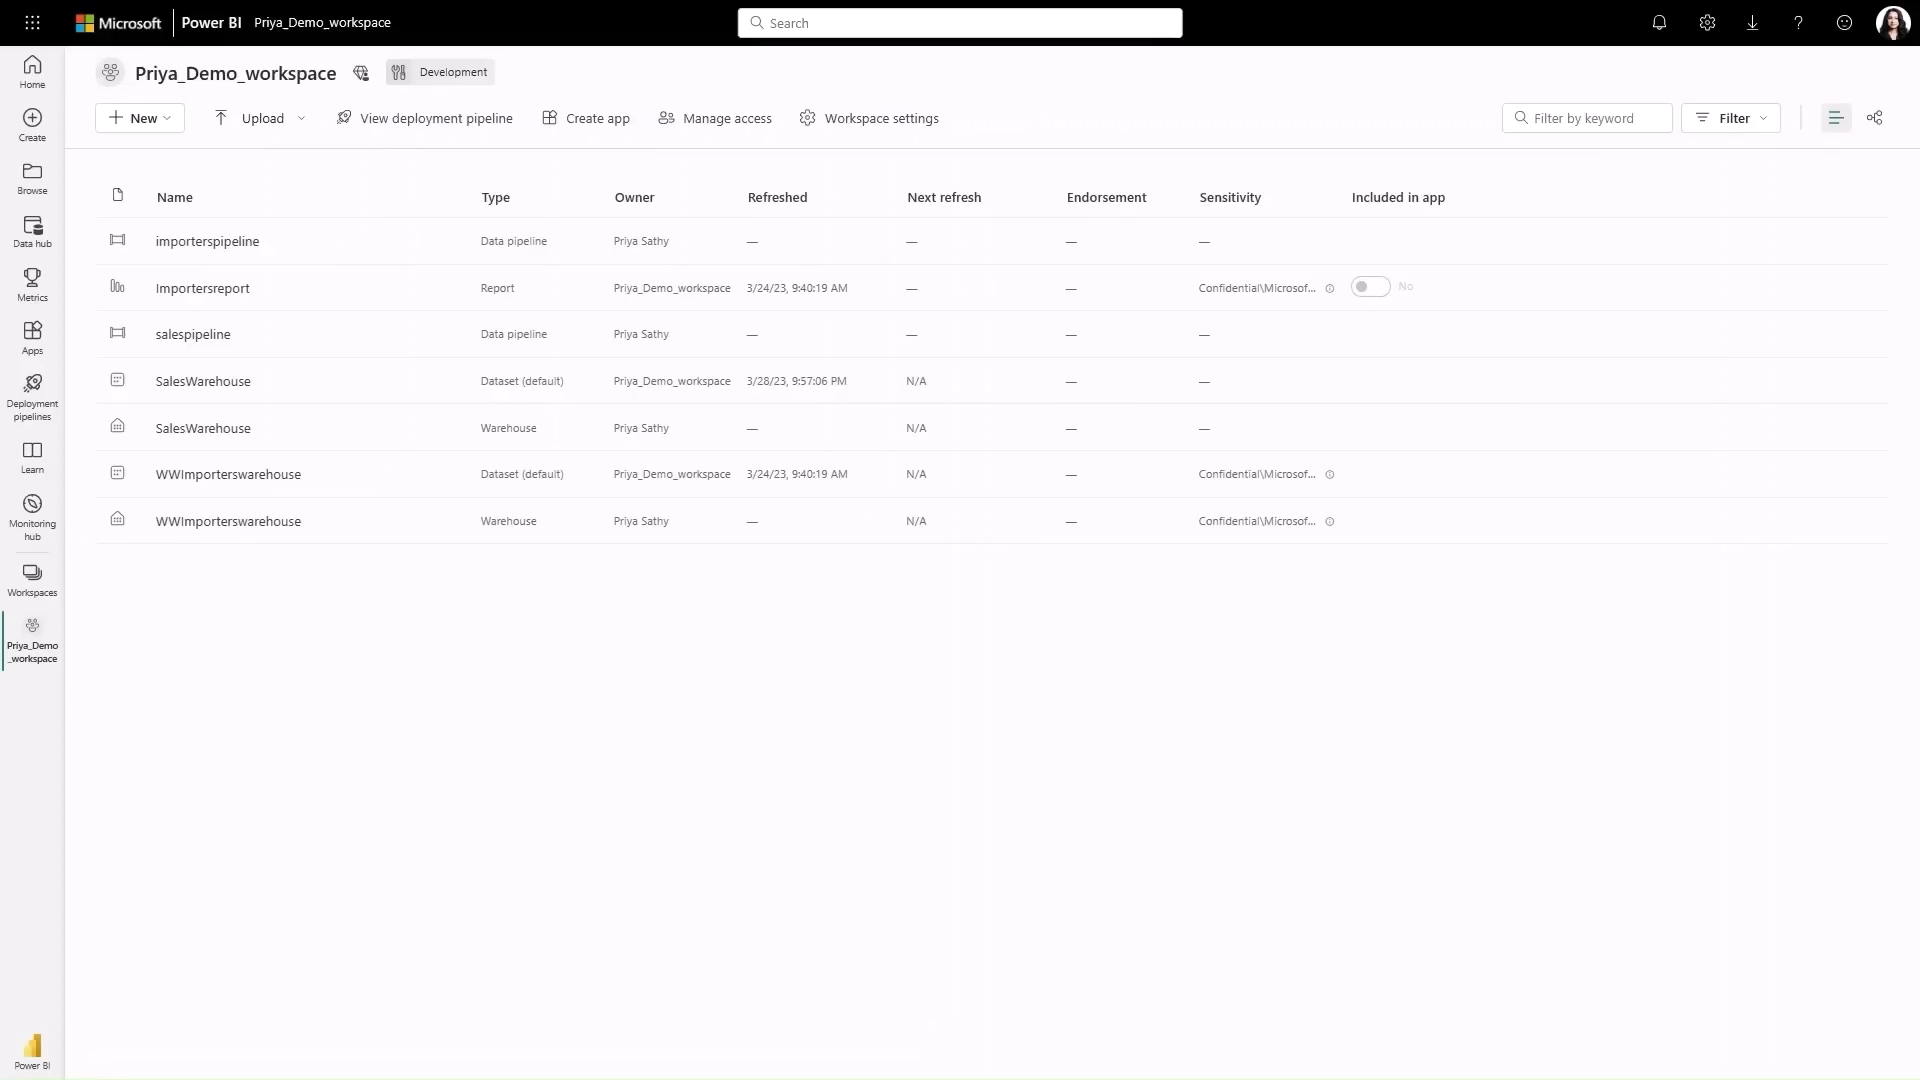 Microsoft Power BI Priya_Demo_workspace Search
Priya_Demo_workspace Development
New Upload View deployment pipeline Create app Manage access Workspace settings Filter by keyword Filter
Home
Create
Browse
Data hub
Metrics
Apps
Deployment
pipelines
Learn
Monitoring
hub
Workspaces
Priya_Demo
_workspace
Power BI
Name Type Owner Refreshed Next refresh Endorsement Sensitivity Included in app
importerspipeline Data pipeline Priya Sathy — — — —
Importersreport Report Priya_Demo_workspace 3/24/23, 9:40:19 AM — — Confidential\Microsof... No
salespipeline Data pipeline Priya Sathy — — — —
SalesWarehouse Dataset (default) Priya_Demo_workspace 3/28/23, 9:57:06 PM N/A — —
SalesWarehouse Warehouse Priya Sathy — N/A — —
WWImporterswarehouse Dataset (default) Priya_Demo_workspace 3/24/23, 9:40:19 AM N/A — Confidential\Microsof...
WWImporterswarehouse Warehouse Priya Sathy — N/A — Confidential\Microsof...